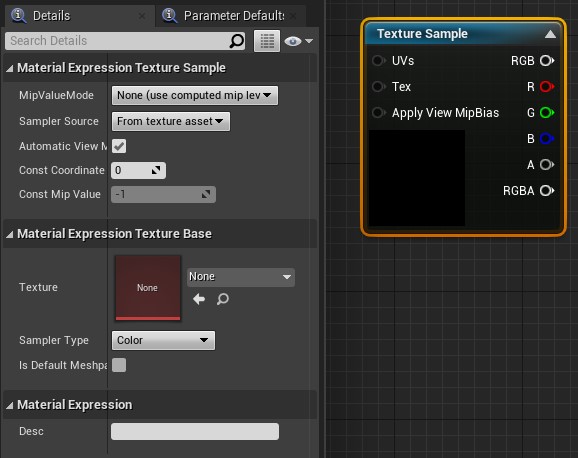 Details
Parameter Defaults
Search Details
Material Expression Texture Sample
MipValueMode
None (use computed mip lev
Sampler Source
From texture asset
Automatic View M
Const Coordinate
0
Const Mip Value
-1
Material Expression Texture Base
Texture
None
None
Sampler Type
Color
Is Default Meshpa
Material Expression
Desc
Texture Sample
UVs
RGB
Tex
R
Apply View MipBias
G
B
A
RGBA